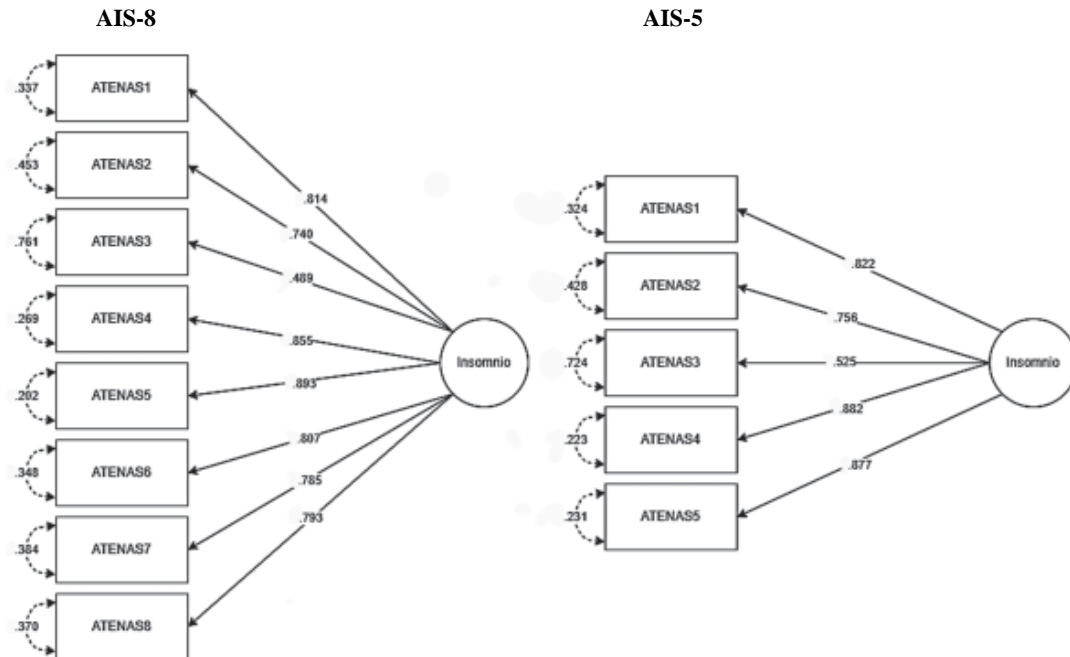 AIS-8
.337
ATENAS1
.814
.453
ATENAS2
.740
.761
ATENAS3
.489
.269
ATENAS4
.855
.202
ATENAS5
.893
.348
ATENAS6
.807
.384
ATENAS7
.785
.370
ATENAS8
.793
Insomnio
AIS-5
.324
ATENAS1
.822
.428
ATENAS2
.756
.724
ATENAS3
.525
.223
ATENAS4
.882
.231
ATENAS5
.877
Insomnio